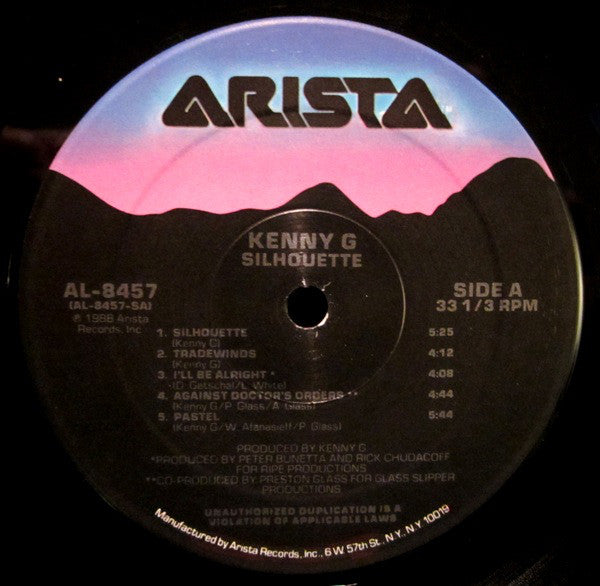 ARISTA
KENNY G
SILHOUETTE
AL-8457
(AL-8457-SA)
℗ 1988 Arista
Records, Inc.
SIDE A
33 1/3 RPM
1. SILHOUETTE 5:25
(Kenny G)
2. TRADEWINDS 4:12
(Kenny G)
3. I'LL BE ALRIGHT * 4:08
(D. Gatschal/L. White)
4. AGAINST DOCTOR'S ORDERS ** 4:44
(Kenny G/P. Glass/A. Glass)
5. PASTEL 5:44
(Kenny G/W. Afanasieff/P. Glass)
PRODUCED BY KENNY G
*PRODUCED BY PETER BUNETTA AND RICK CHUDACOFF
FOR RIPE PRODUCTIONS
**CO-PRODUCED BY PRESTON GLASS FOR GLASS SLIPPER
PRODUCTIONS
UNAUTHORIZED DUPLICATION IS A
VIOLATION OF APPLICABLE LAWS
Manufactured by Arista Records, Inc., 6 W. 57th St., N.Y., N.Y. 10019